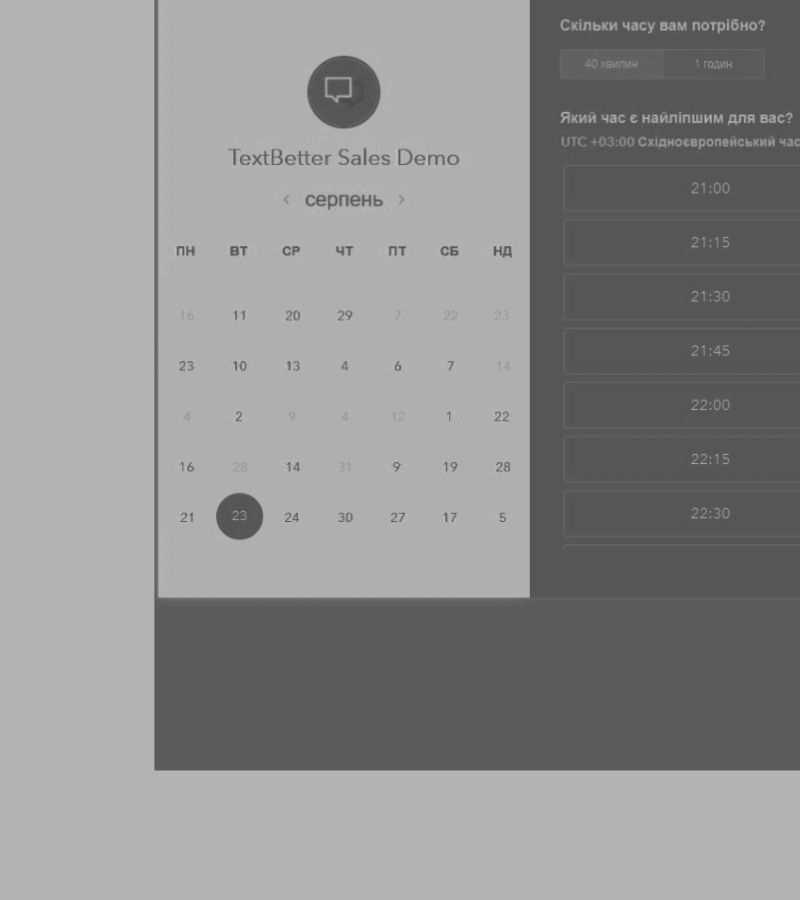 TextBetter Sales Demo
‹ серпень ›
ПН ВТ СР ЧТ ПТ СБ НД
16 11 20 29 7 22 23
23 10 13 4 6 7 14
4 2 9 4 12 1 22
16 28 14 31 9 19 28
21 23 24 30 27 17 5
Скільки часу вам потрібно?
40 хвилин 1 годин
Який час є найліпшим для вас?
UTC +03:00 Східноєвропейський час
21:00
21:15
21:30
21:45
22:00
22:15
22:30